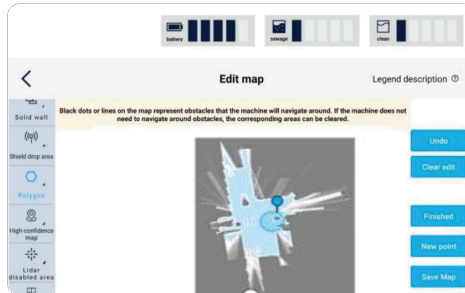 battery
sewage
clean
Edit map
Legend description
Black dots or lines on the map represent obstacles that the machine will navigate around. If the machine does not
need to navigate around obstacles, the corresponding areas can be cleared.
Solid wall
Shield drop area
Polygon
High-confidence
map
Lidar
disabled area
Undo
Clear edit
Finished
New point
Save Map